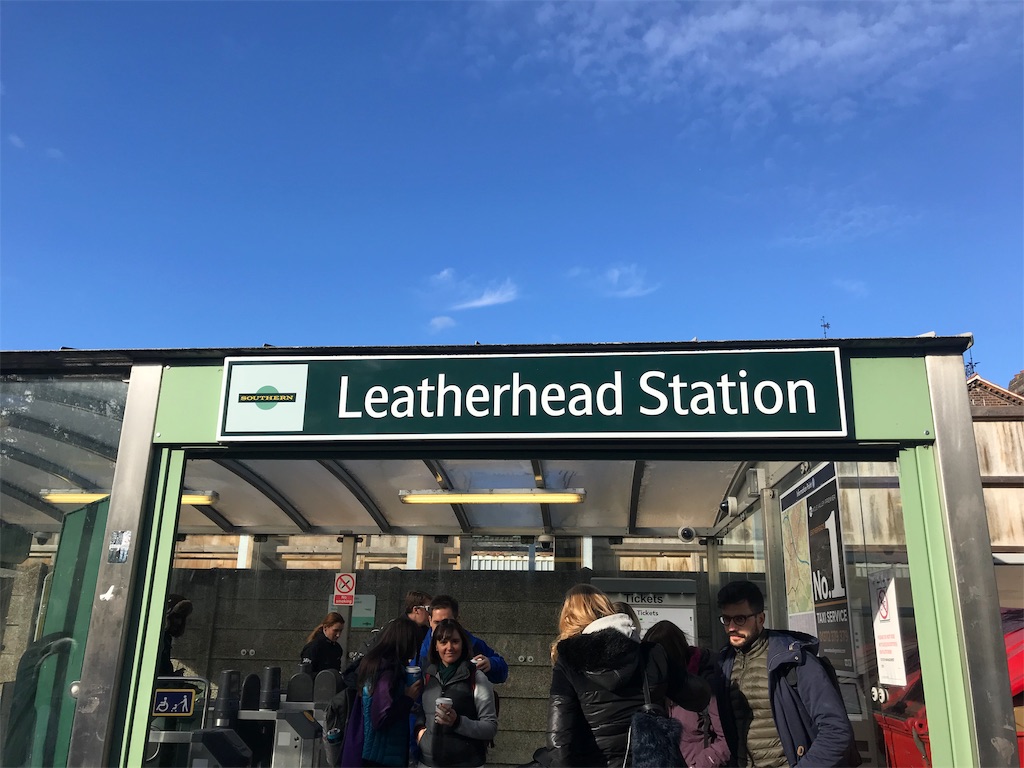 SOUTHERN
Leatherhead Station
Tickets
Tickets
No.1
TAXI SERVICE